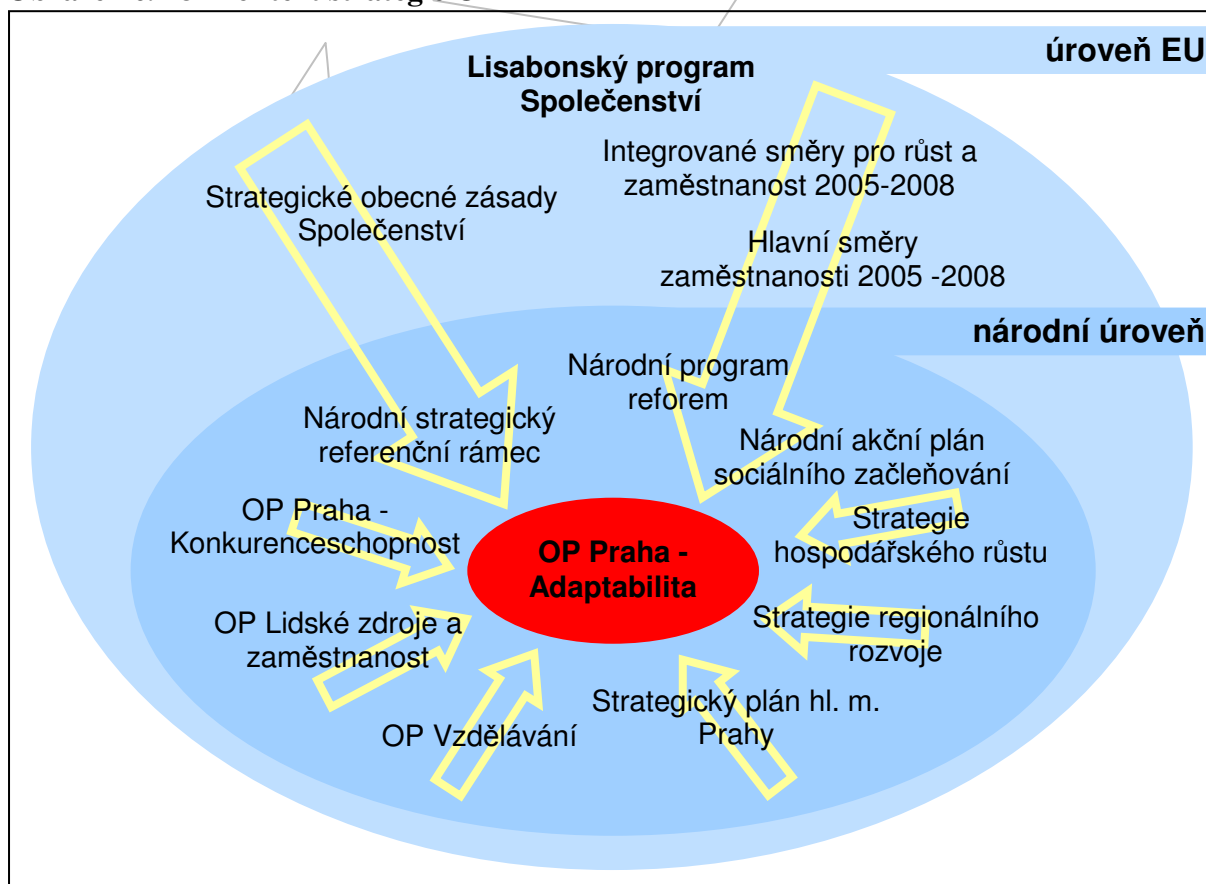 úroveň EU
Lisabonský program
Společenství
Integrované směry pro růst a
zaměstnanost 2005-2008
Strategické obecné zásady
Společenství
Hlavní směry
zaměstnanosti 2005 -2008
národní úroveň
Národní program
reforem
Národní strategický
referenční rámec
Národní akční plán
sociálního začleňování
OP Praha -
Konkurenceschopnost
Strategie
hospodářského růstu
OP Praha -
Adaptabilita
OP Lidské zdroje a
zaměstnanost
Strategie regionálního
rozvoje
OP Vzdělávání
Strategický plán hl. m.
Prahy